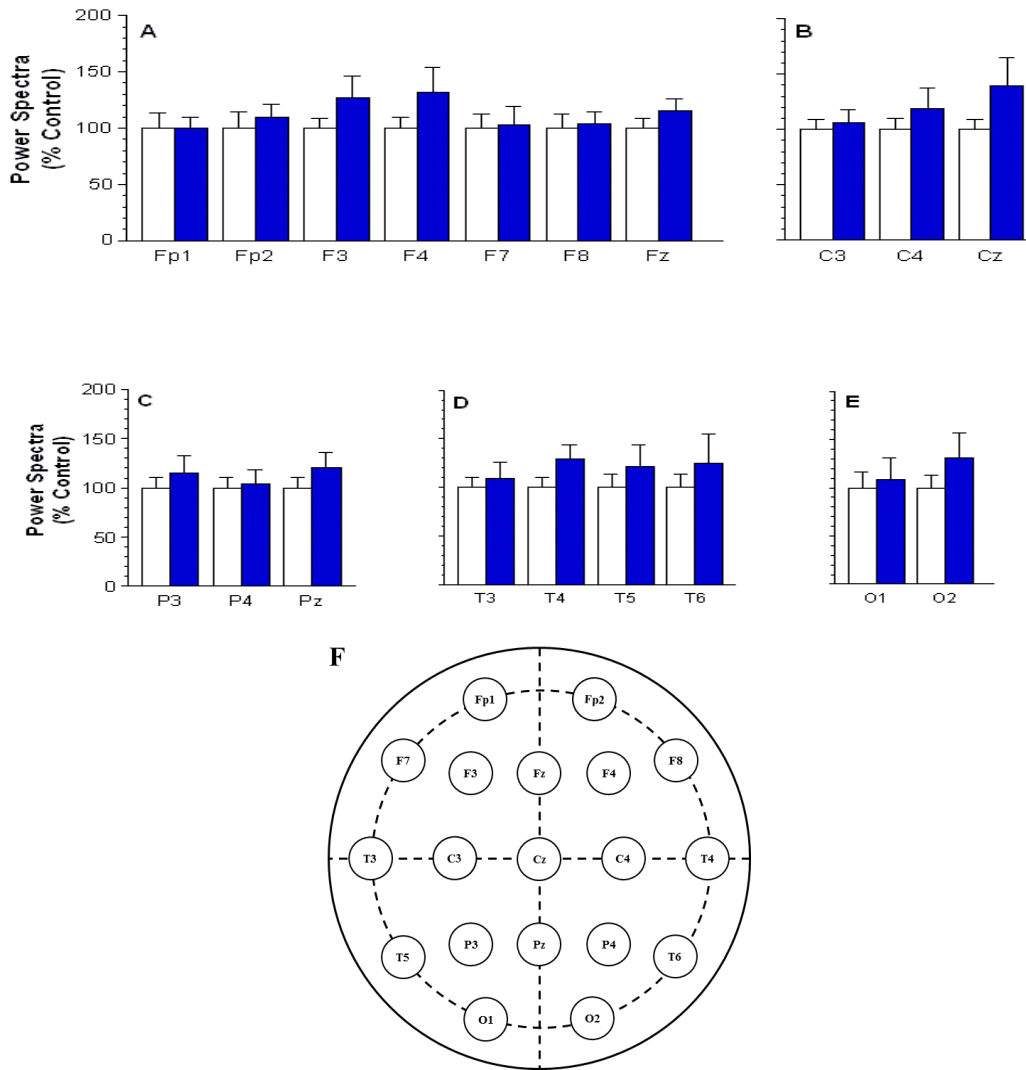 A
B
Power Spectra
(% Control)
200
150
100
50
0
Fp1 Fp2 F3 F4 F7 F8 Fz
C3 C4 Cz
C
D
E
Power Spectra
(% Control)
200
150
100
50
0
P3 P4 Pz
T3 T4 T5 T6
O1 O2
F
Fp1 Fp2
F7 F3 Fz F4 F8
T3 C3 Cz C4 T4
T5 P3 Pz P4 T6
O1 O2